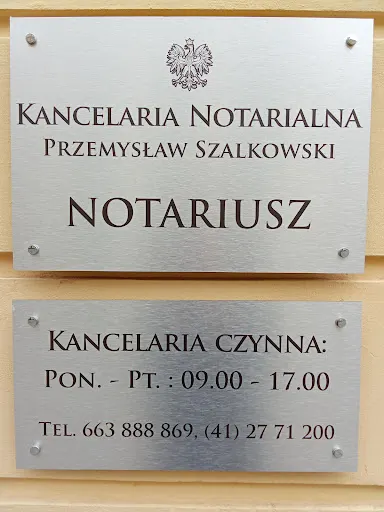 KANCELARIA NOTARIALNA
PRZEMYSŁAW SZALKOWSKI
NOTARIUSZ
KANCELARIA CZYNNA:
PON. - PT. : 09.00 - 17.00
TEL. 663 888 869, (41) 27 71 200